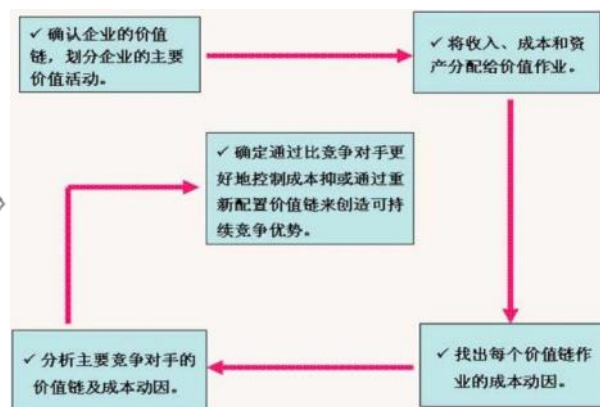 ✓ 确认企业的价值
链，划分企业的主要
价值活动。
✓ 将收入、成本和资
产分配给价值作业。
✓ 确定通过比竞争对手更
好地控制成本抑或通过重
新配置价值链来创造可持
续竞争优势。
✓ 分析主要竞争对手的
价值链及成本动因。
✓ 找出每个价值链作
业的成本动因。